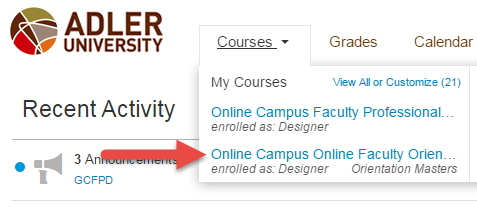 ADLER
UNIVERSITY
Courses Grades Calendar
My Courses View All or Customize (21)
Online Campus Faculty Professional...
enrolled as: Designer
Online Campus Online Faculty Orien...
enrolled as: Designer Orientation Masters
Recent Activity
3 Announcements
GCFPD